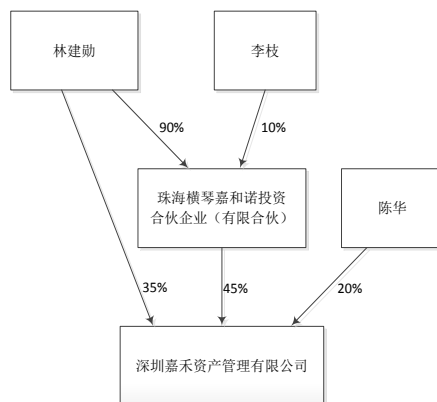 林建勋
李枝
90%
10%
珠海横琴嘉和诺投资
合伙企业（有限合伙）
陈华
35%
45%
20%
深圳嘉禾资产管理有限公司